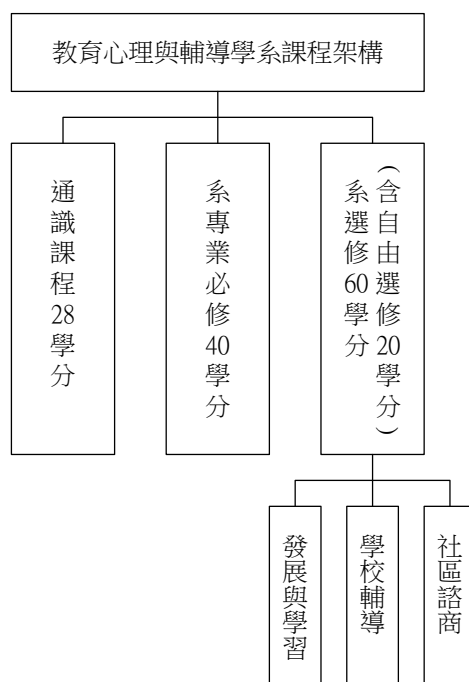 教育心理與輔導學系課程架構
通識課程28學分
系專業必修40學分
系選修60學分
(含自由選修20學分)
發展與學習
學校輔導
社區諮商